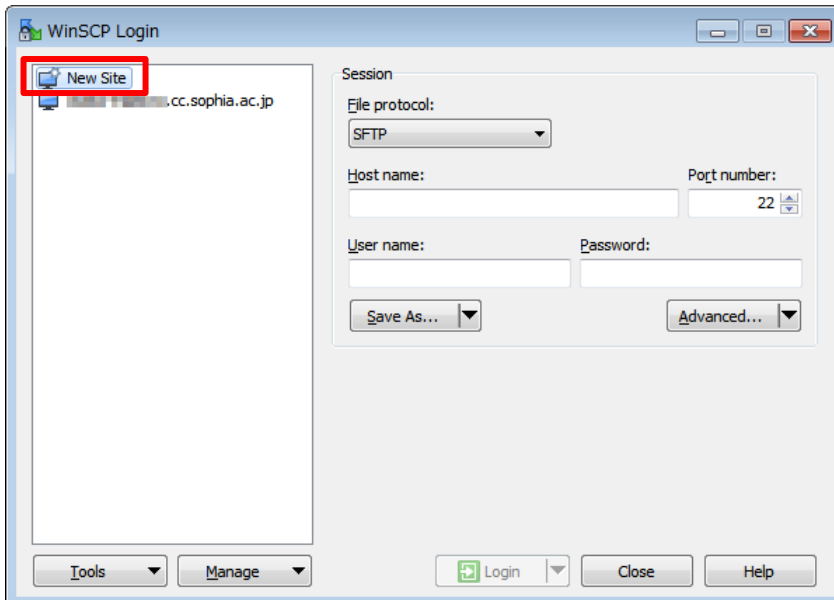 WinSCP Login
New Site
.cc.sophia.ac.jp
Session
File protocol:
SFTP
Host name:
Port number:
22
User name:
Password:
Save As...
Advanced...
Tools
Manage
Login
Close
Help